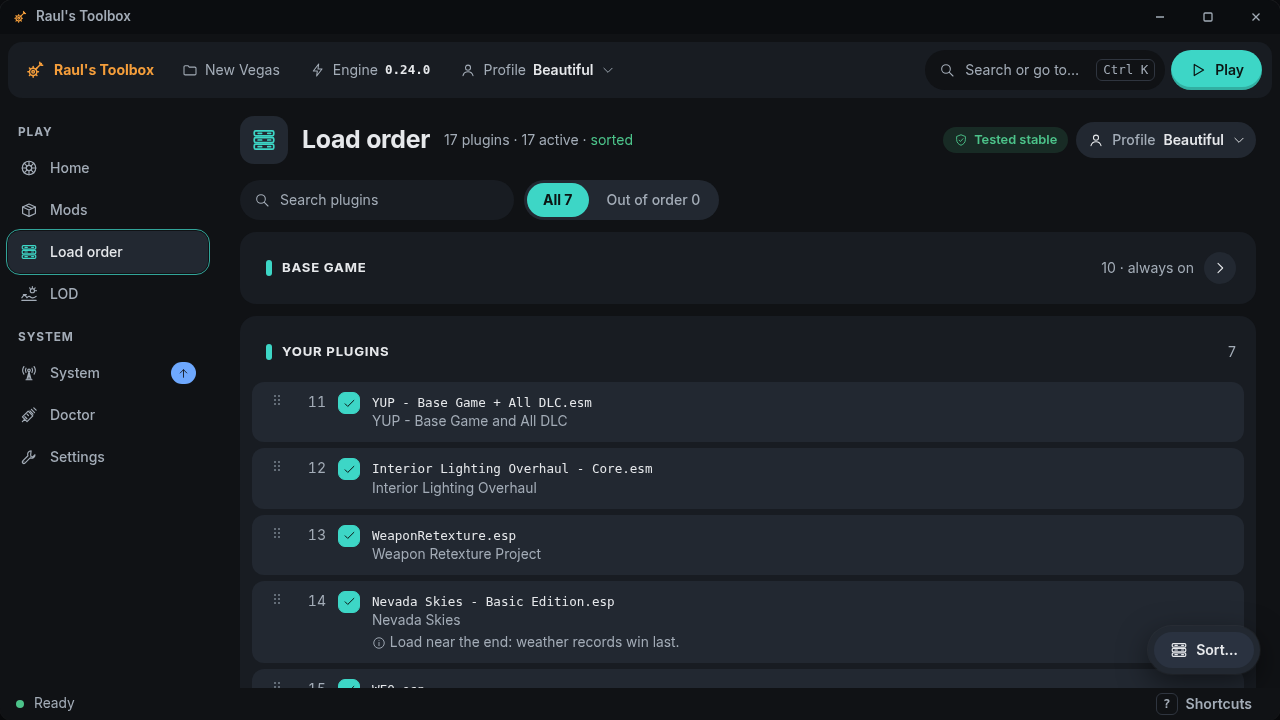 Raul's Toolbox
Raul's Toolbox New Vegas Engine 0.24.0 Profile Beautiful Search or go to... Ctrl K Play
PLAY
Home
Mods
Load order
LOD
SYSTEM
System
Doctor
Settings
Load order 17 plugins · 17 active · sorted Tested stable Profile Beautiful
Search plugins All 7 Out of order 0
BASE GAME 10 · always on
YOUR PLUGINS 7
11 YUP - Base Game + All DLC.esm
YUP - Base Game and All DLC
12 Interior Lighting Overhaul - Core.esm
Interior Lighting Overhaul
13 WeaponRetexture.esp
Weapon Retexture Project
14 Nevada Skies - Basic Edition.esp
Nevada Skies
Load near the end: weather records win last.
Sort...
Ready ? Shortcuts